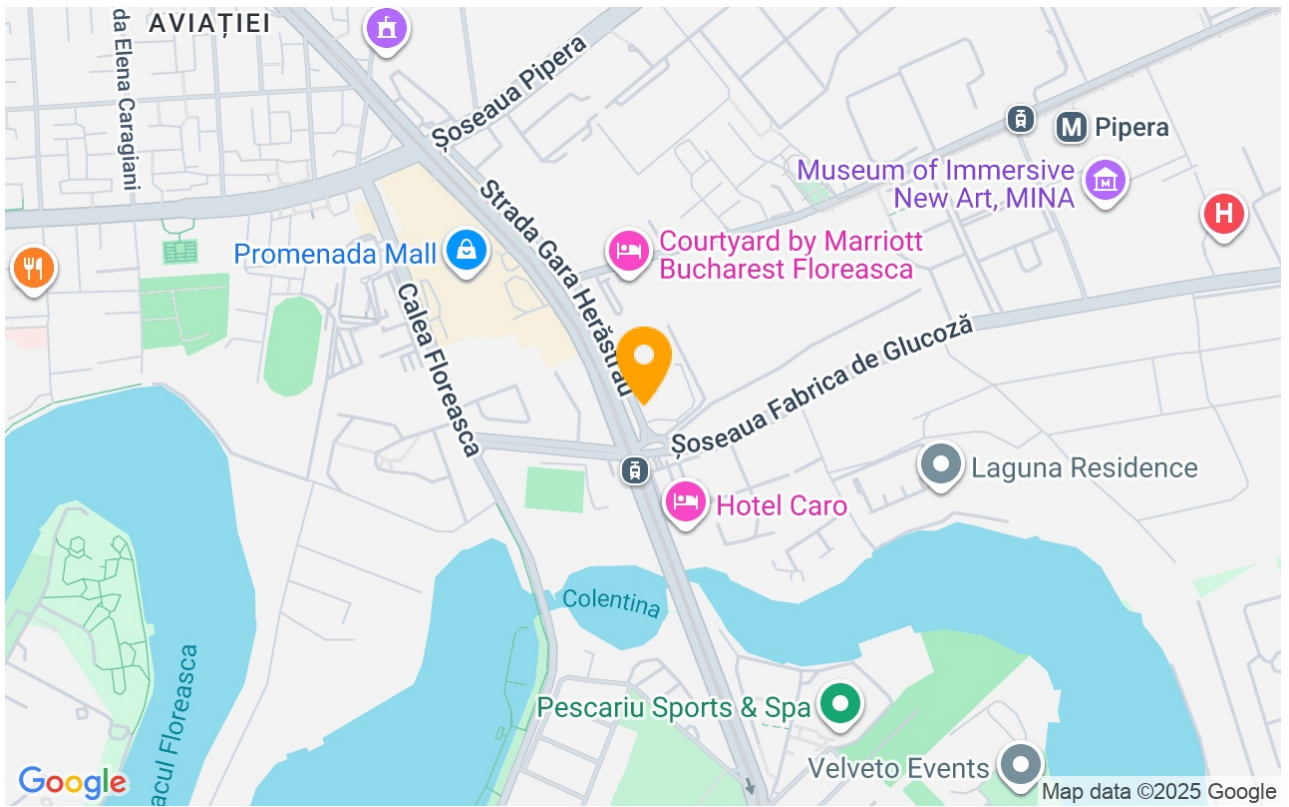 AVIAȚIEI
da Elena Caragiani
Șoseaua Pipera
M Pipera
Museum of Immersive
New Art, MINA
H
Strada Gara Herăstrău
Promenada Mall
Courtyard by Marriott
Bucharest Floreasca
Calea Floreasca
Șoseaua Fabrica de Glucoză
Laguna Residence
Hotel Caro
Colentina
acul Floreasca
Pescariu Sports & Spa
Velveto Events
Google
Map data ©2025 Google